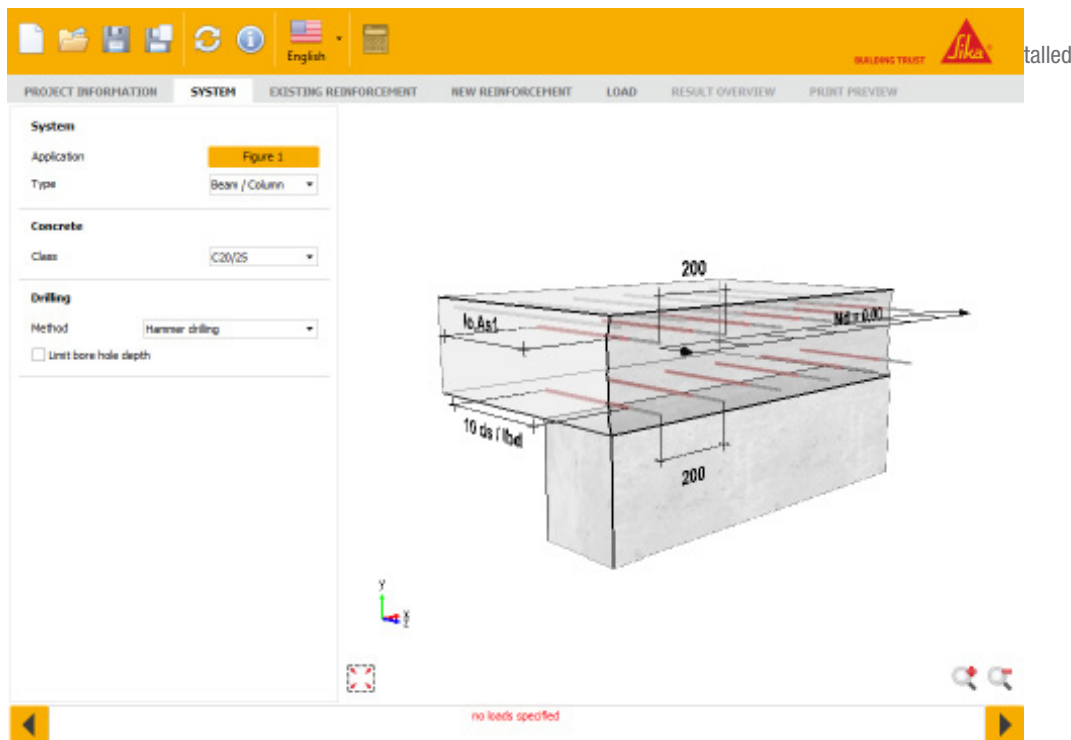 English
BUILDING TRUST
Sika
talled
PROJECT INFORMATION SYSTEM EXISTING REINFORCEMENT NEW REINFORCEMENT LOAD RESULT OVERVIEW PRINT PREVIEW
System
Application Figure 1
Type Beam / Column
Concrete
Class C20/25
Drilling
Method Hammer drilling
Limit bore hole depth
200
lo,As1
Nd = 0.00
10 ds / lbd
200
y
x
z
no loads specified